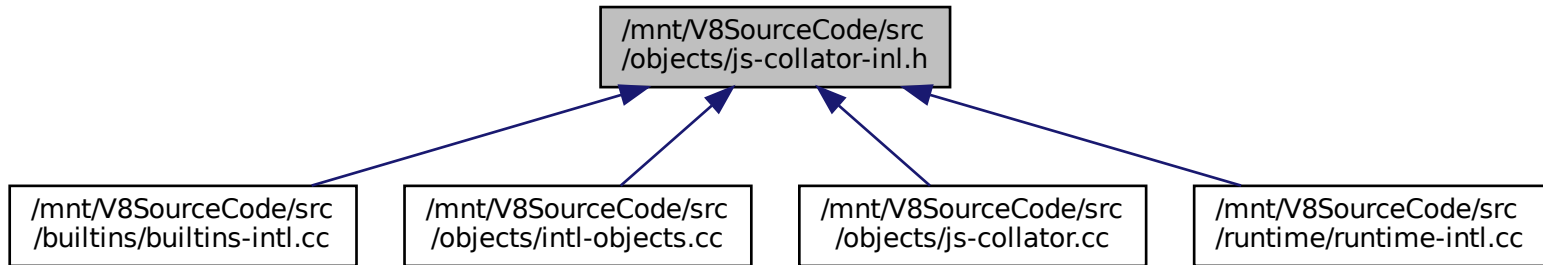 /mnt/V8SourceCode/src
/objects/js-collator-inl.h
/mnt/V8SourceCode/src
/builtins/builtins-intl.cc
/mnt/V8SourceCode/src
/objects/intl-objects.cc
/mnt/V8SourceCode/src
/objects/js-collator.cc
/mnt/V8SourceCode/src
/runtime/runtime-intl.cc